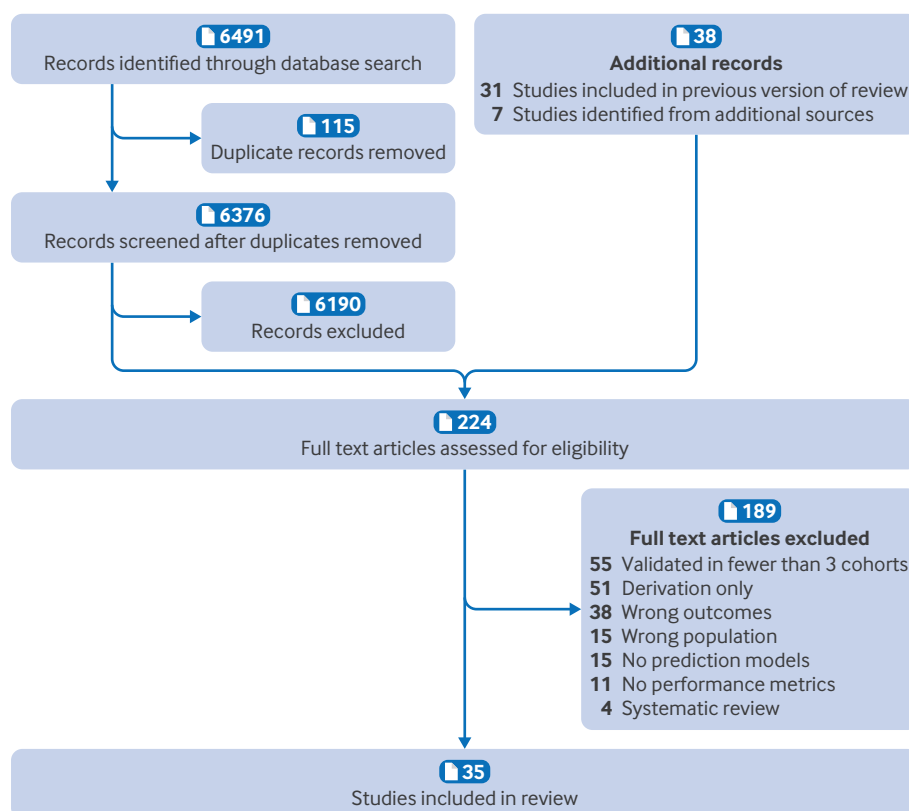 6491
Records identified through database search
38
Additional records
31 Studies included in previous version of review
7 Studies identified from additional sources
115
Duplicate records removed
6376
Records screened after duplicates removed
6190
Records excluded
224
Full text articles assessed for eligibility
189
Full text articles excluded
55 Validated in fewer than 3 cohorts
51 Derivation only
38 Wrong outcomes
15 Wrong population
15 No prediction models
11 No performance metrics
4 Systematic review
35
Studies included in review